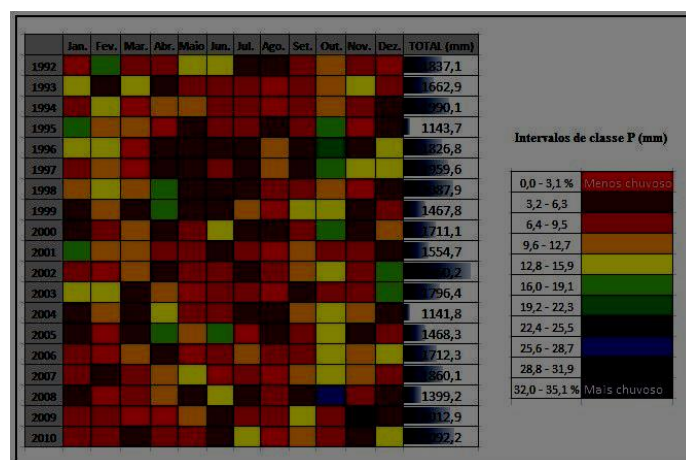 Jan. Fev. Mar. Abr. Maio Jun. Jul. Ago. Set. Out. Nov. Dez. TOTAL (mm)
1992
1993 1662,9
1994
1995 1143,7
1996
1997
1998
1999 1467,8
2000 1711,1
2001 1554,7
2002
2003 1796,4
2004 1141,8
2005 1468,3
2006 1712,3
2007
2008 1399,2
2009
2010
Intervalos de classe P (mm)
0,0 - 3,1 % Menos chuvoso
3,2 - 6,3
6,4 - 9,5
9,6 - 12,7
12,8 - 15,9
16,0 - 19,1
19,2 - 22,3
22,4 - 25,5
25,6 - 28,7
28,8 - 31,9
32,0 - 35,1 % Mais chuvoso